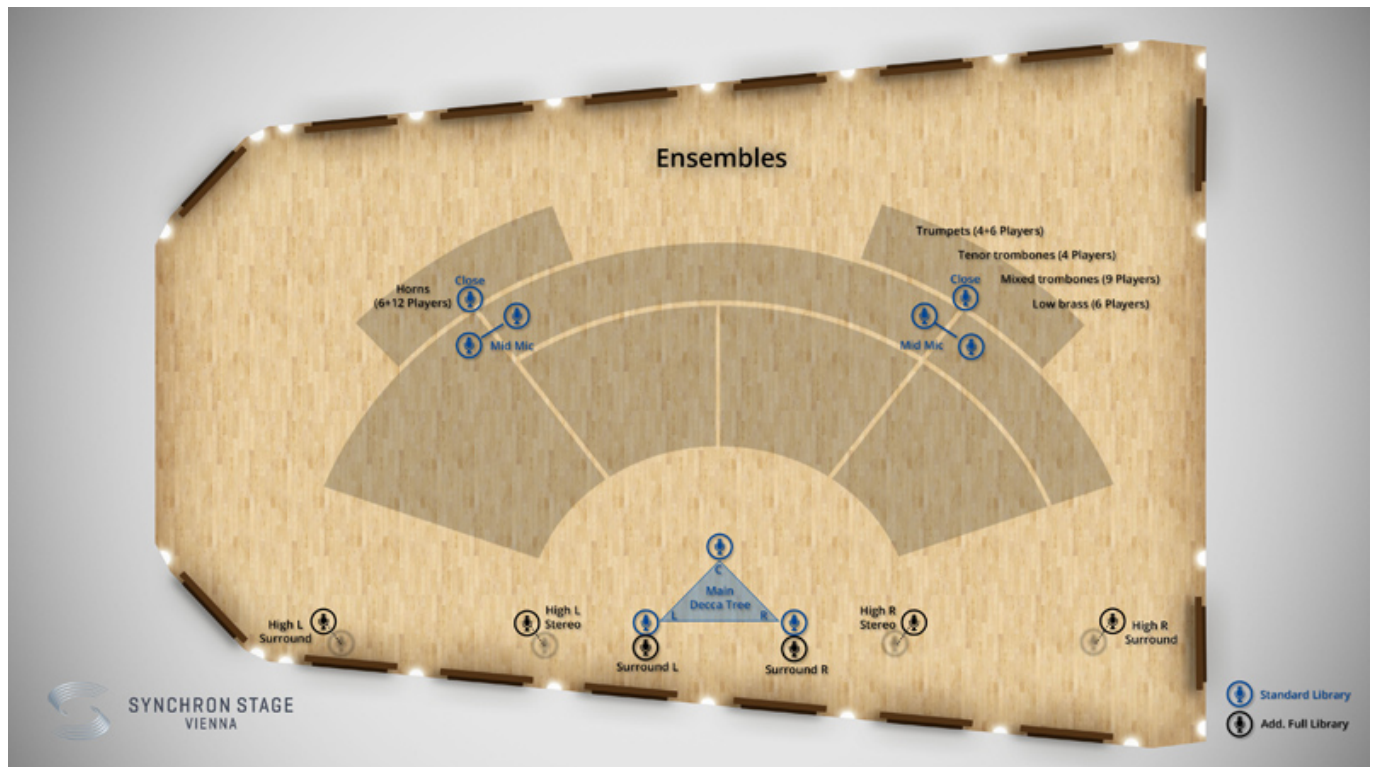 Ensembles
Trumpets (4+6 Players)
Tenor trombones (4 Players)
Close
Close
Mixed trombones (9 Players)
Horns
(6+12 Players)
Low brass (6 Players)
Mid Mic
Mid Mic
C
Main
Decca Tree
L
R
High L
Surround
High L
Stereo
High R
Stereo
High R
Surround
Surround L
Surround R
SYNCHRON STAGE
VIENNA
Standard Library
Add. Full Library